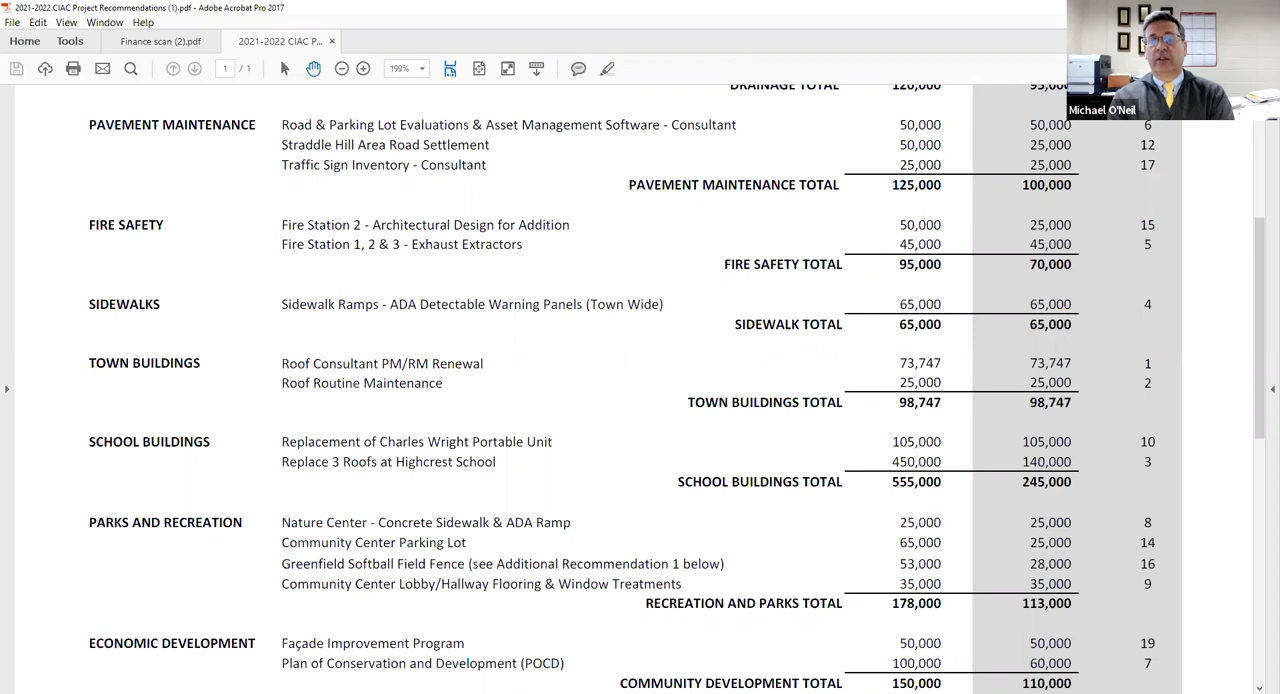 2021-2022 CIAC Project Recommendations (1).pdf - Adobe Acrobat Pro 2017
File Edit View Window Help
Home Tools Finance scan (2).pdf 2021-2022 CIAC P... ×
1 / 1 199%
Michael O'Neil
DRAINAGE TOTAL 120,000 95,000
PAVEMENT MAINTENANCE Road & Parking Lot Evaluations & Asset Management Software - Consultant 50,000 50,000 6
Straddle Hill Area Road Settlement 50,000 25,000 12
Traffic Sign Inventory - Consultant 25,000 25,000 17
PAVEMENT MAINTENANCE TOTAL 125,000 100,000
FIRE SAFETY Fire Station 2 - Architectural Design for Addition 50,000 25,000 15
Fire Station 1, 2 & 3 - Exhaust Extractors 45,000 45,000 5
FIRE SAFETY TOTAL 95,000 70,000
SIDEWALKS Sidewalk Ramps - ADA Detectable Warning Panels (Town Wide) 65,000 65,000 4
SIDEWALK TOTAL 65,000 65,000
TOWN BUILDINGS Roof Consultant PM/RM Renewal 73,747 73,747 1
Roof Routine Maintenance 25,000 25,000 2
TOWN BUILDINGS TOTAL 98,747 98,747
SCHOOL BUILDINGS Replacement of Charles Wright Portable Unit 105,000 105,000 10
Replace 3 Roofs at Highcrest School 450,000 140,000 3
SCHOOL BUILDINGS TOTAL 555,000 245,000
PARKS AND RECREATION Nature Center - Concrete Sidewalk & ADA Ramp 25,000 25,000 8
Community Center Parking Lot 65,000 25,000 14
Greenfield Softball Field Fence (see Additional Recommendation 1 below) 53,000 28,000 16
Community Center Lobby/Hallway Flooring & Window Treatments 35,000 35,000 9
RECREATION AND PARKS TOTAL 178,000 113,000
ECONOMIC DEVELOPMENT Façade Improvement Program 50,000 50,000 19
Plan of Conservation and Development (POCD) 100,000 60,000 7
COMMUNITY DEVELOPMENT TOTAL 150,000 110,000